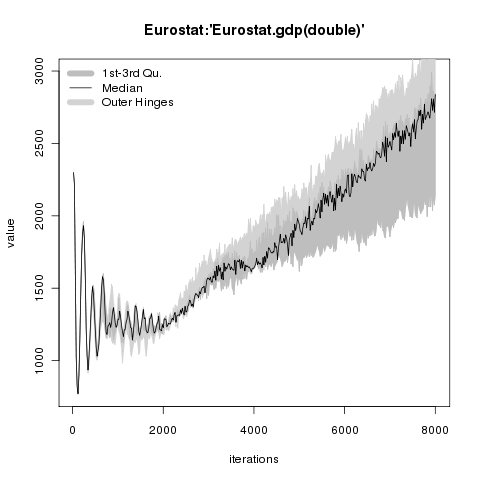 Eurostat:'Eurostat.gdp(double)'
1st-3rd Qu.
Median
Outer Hinges
value
3000
2500
2000
1500
1000
0
2000
4000
6000
8000
iterations